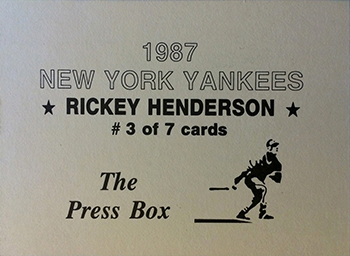 1987
NEW YORK YANKEES
★ RICKEY HENDERSON ★
# 3 of 7 cards
The
Press Box